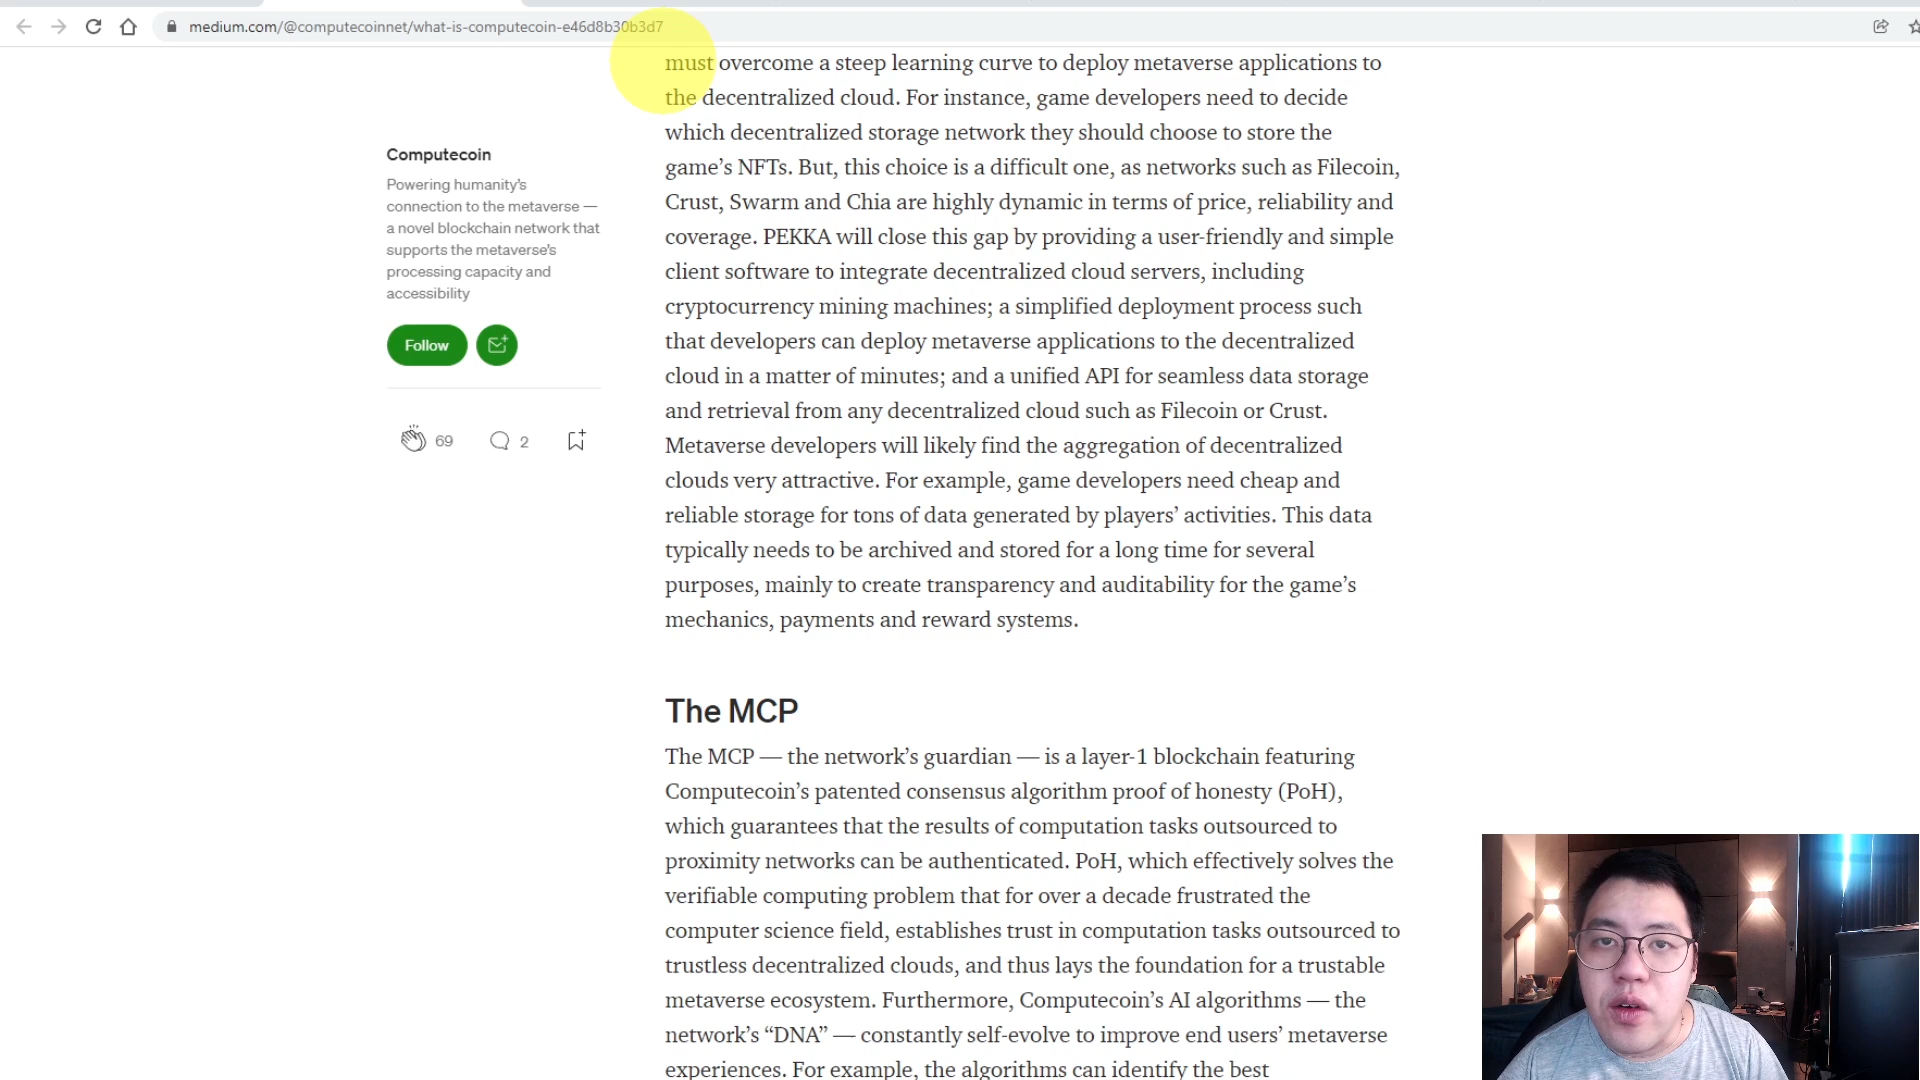 medium.com/@computecoinnet/what-is-computecoin-e46d8b30b3d7
must overcome a steep learning curve to deploy metaverse applications to
the decentralized cloud. For instance, game developers need to decide
which decentralized storage network they should choose to store the
game’s NFTs. But, this choice is a difficult one, as networks such as Filecoin,
Crust, Swarm and Chia are highly dynamic in terms of price, reliability and
coverage. PEKKA will close this gap by providing a user-friendly and simple
client software to integrate decentralized cloud servers, including
cryptocurrency mining machines; a simplified deployment process such
that developers can deploy metaverse applications to the decentralized
cloud in a matter of minutes; and a unified API for seamless data storage
and retrieval from any decentralized cloud such as Filecoin or Crust.
Metaverse developers will likely find the aggregation of decentralized
clouds very attractive. For example, game developers need cheap and
reliable storage for tons of data generated by players’ activities. This data
typically needs to be archived and stored for a long time for several
purposes, mainly to create transparency and auditability for the game’s
mechanics, payments and reward systems.
Computecoin
Powering humanity’s
connection to the metaverse —
a novel blockchain network that
supports the metaverse’s
processing capacity and
accessibility
Follow
69
2
The MCP
The MCP — the network’s guardian — is a layer-1 blockchain featuring
Computecoin’s patented consensus algorithm proof of honesty (PoH),
which guarantees that the results of computation tasks outsourced to
proximity networks can be authenticated. PoH, which effectively solves the
verifiable computing problem that for over a decade frustrated the
computer science field, establishes trust in computation tasks outsourced to
trustless decentralized clouds, and thus lays the foundation for a trustable
metaverse ecosystem. Furthermore, Computecoin’s AI algorithms — the
network’s “DNA” — constantly self-evolve to improve end users’ metaverse
experiences. For example, the algorithms can identify the best